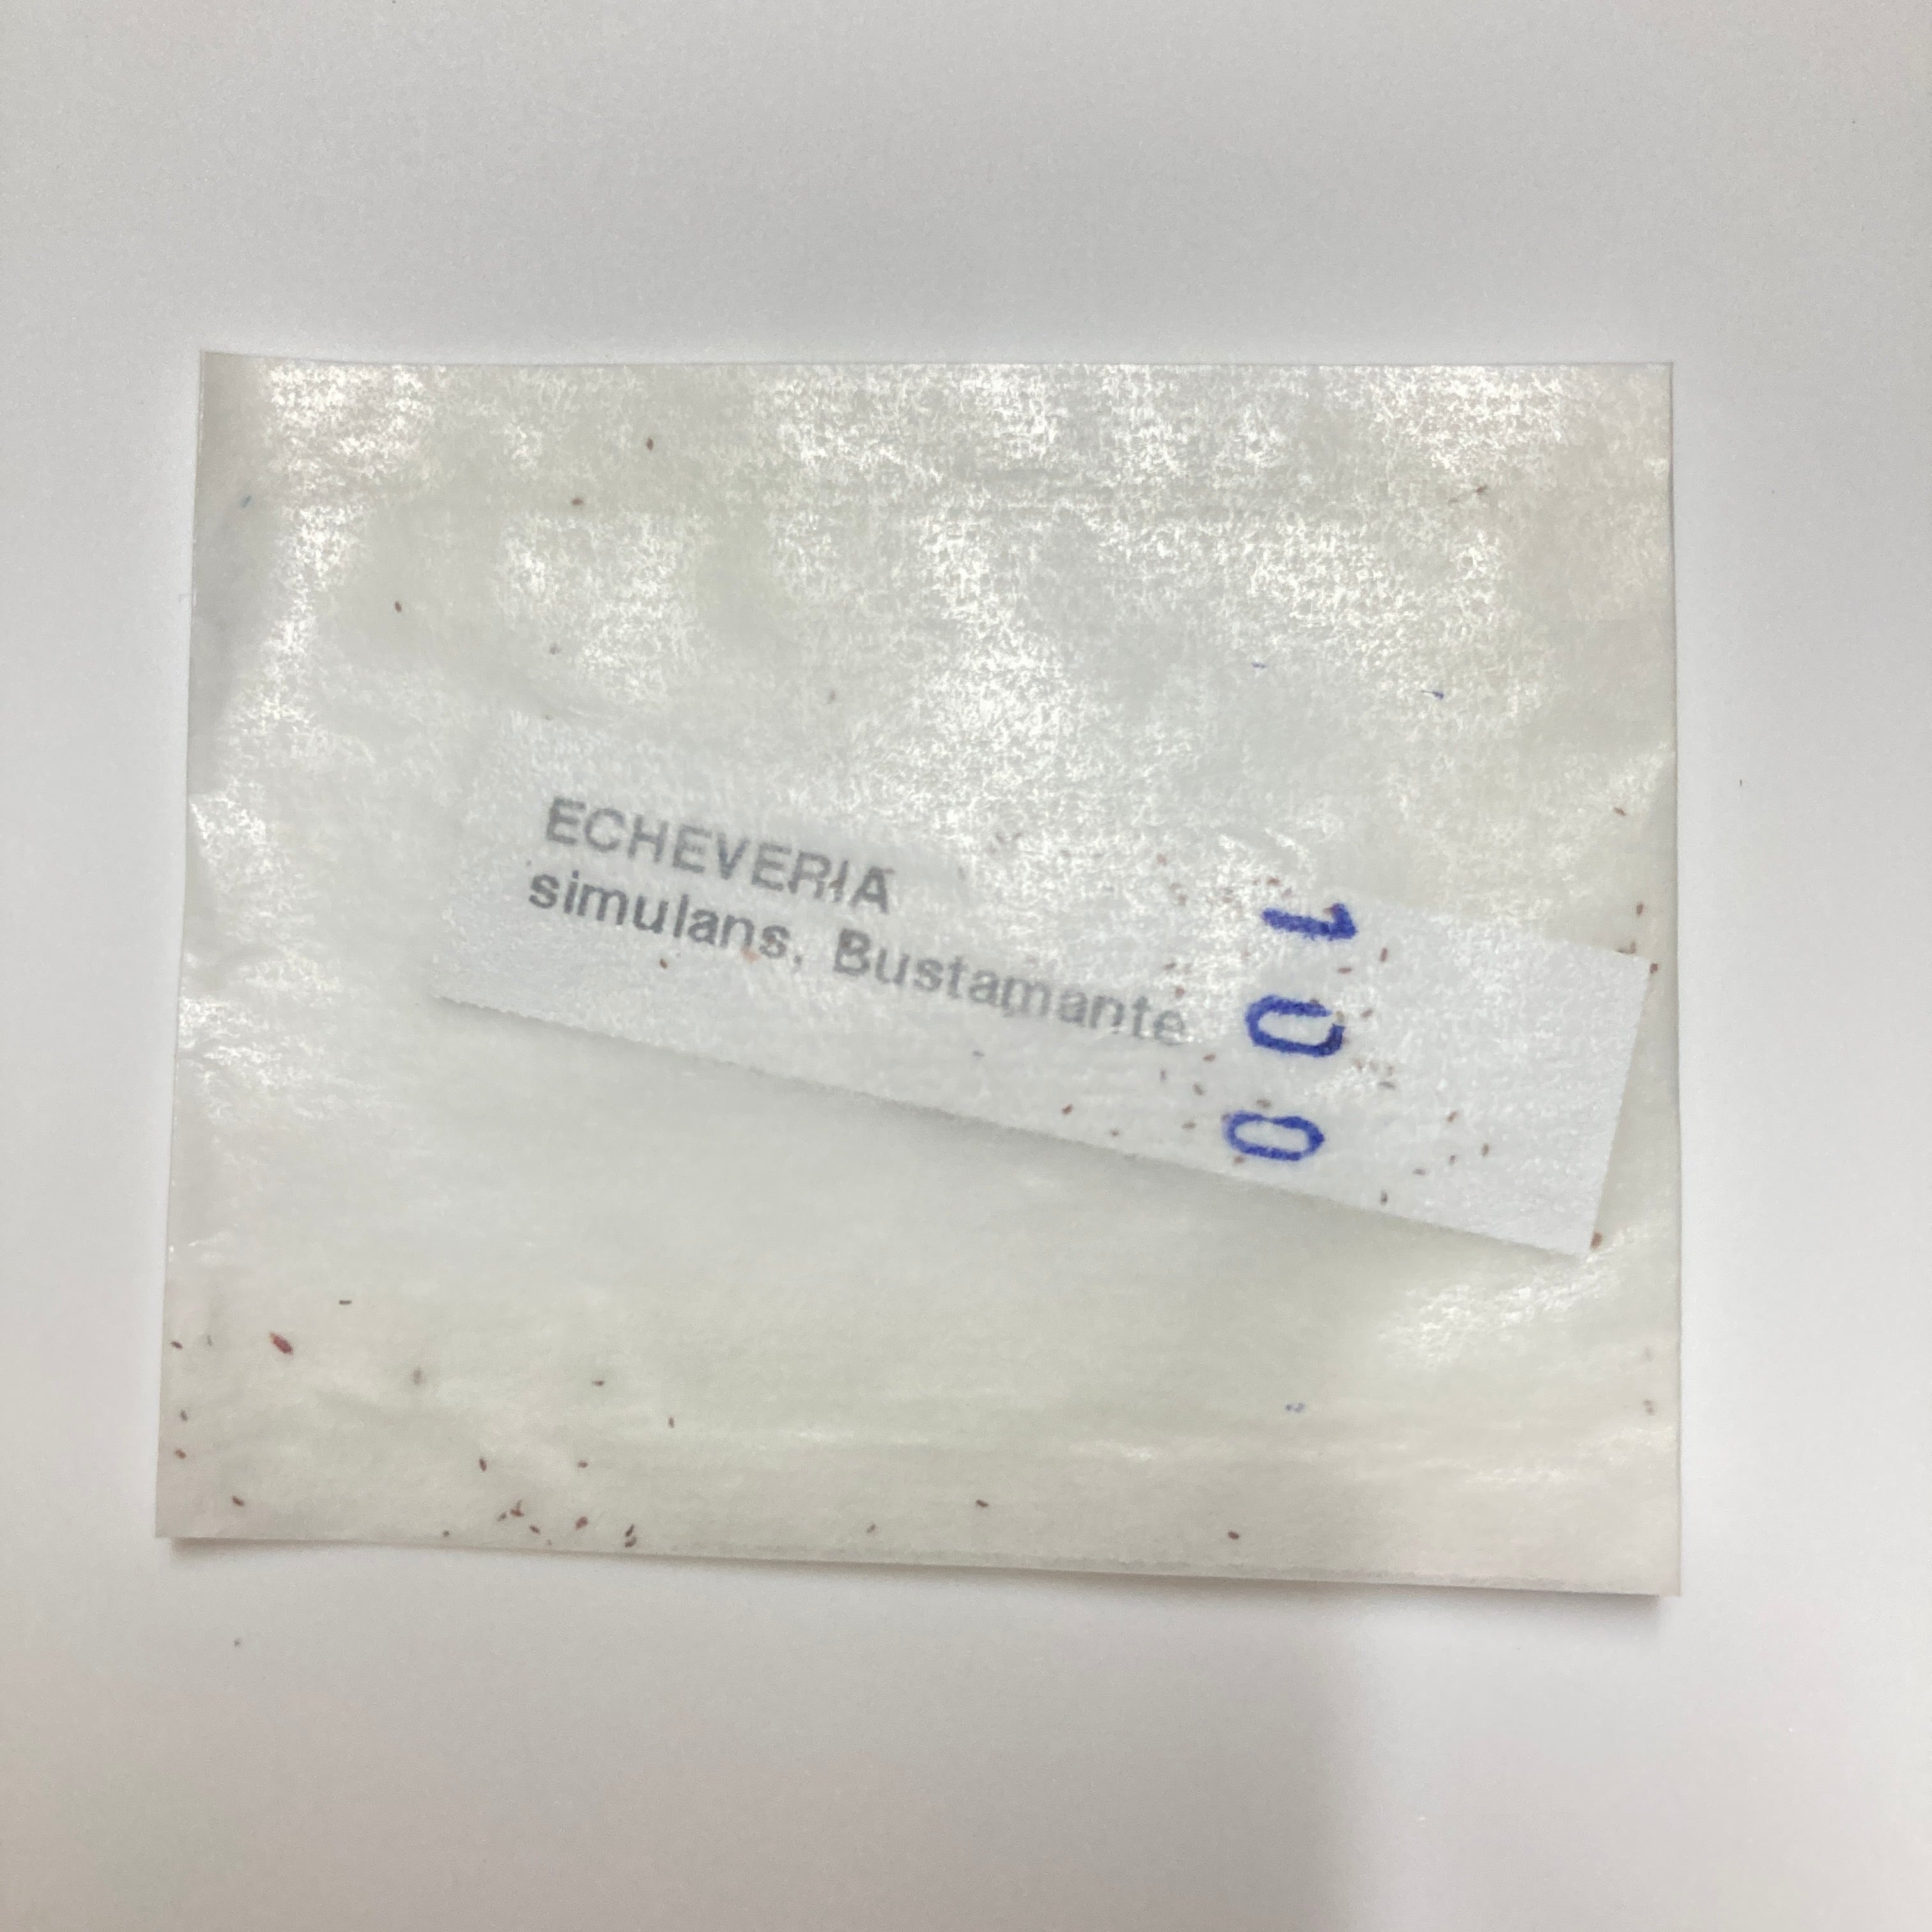 ECHEVERIA
simulans, Bustamante
100